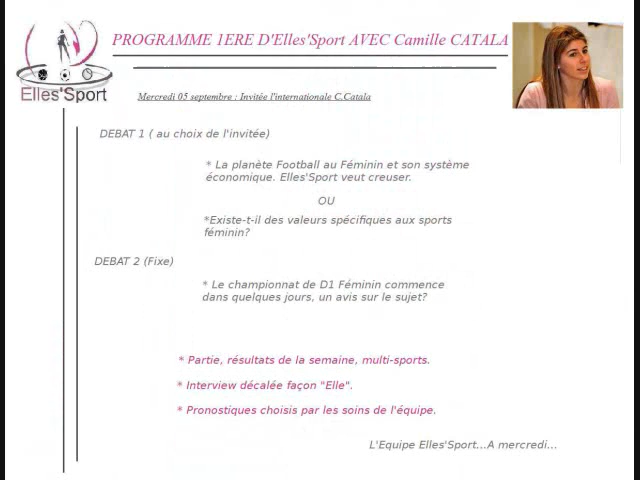 PROGRAMME 1ERE D'Elles'Sport AVEC Camille CATALA
Elles'Sport
Mercredi 05 septembre : Invitée l'internationale C.Catala
DEBAT 1 ( au choix de l'invitée)
* La planète Football au Féminin et son système
économique. Elles'Sport veut creuser.
OU
*Existe-t-il des valeurs spécifiques aux sports
féminin?
DEBAT 2 (Fixe)
* Le championnat de D1 Féminin commence
dans quelques jours, un avis sur le sujet?
* Partie, résultats de la semaine, multi-sports.
* Interview décalée façon "Elle".
* Pronostiques choisis par les soins de l'équipe.
L'Equipe Elles'Sport...A mercredi...